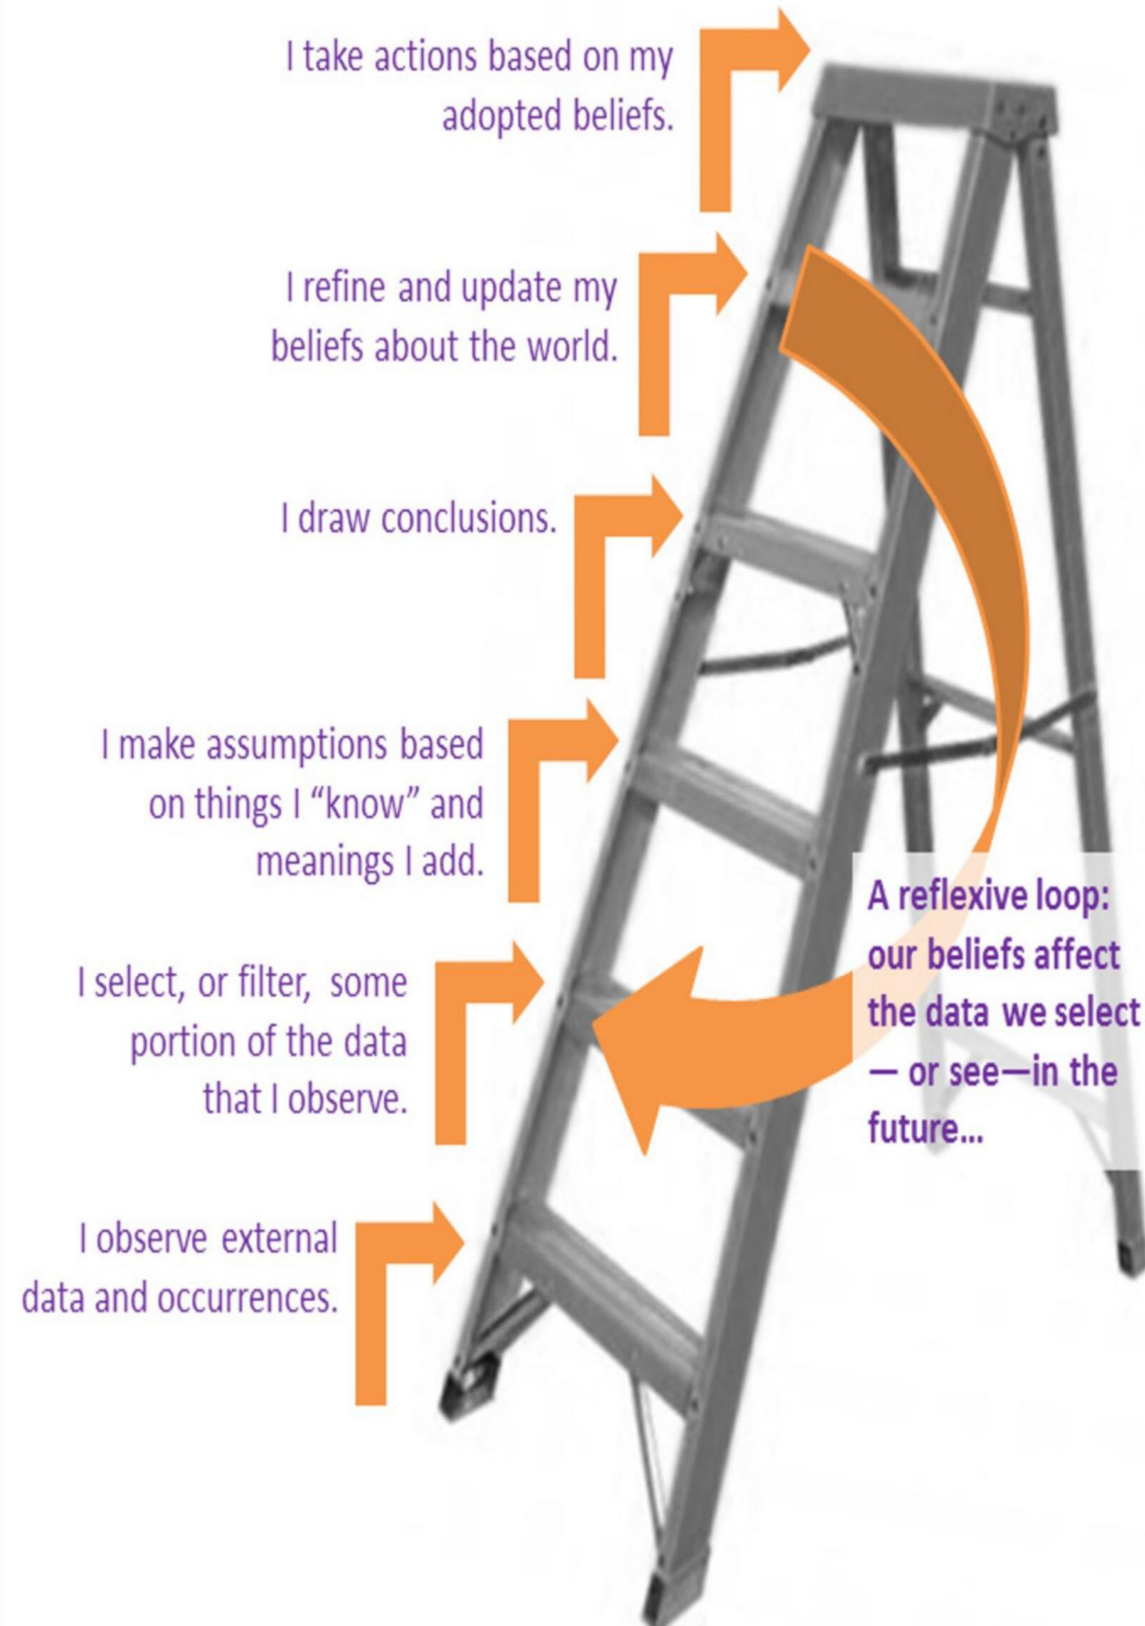 I take actions based on my
adopted beliefs.
I refine and update my
beliefs about the world.
I draw conclusions.
I make assumptions based
on things I “know” and
meanings I add.
I select, or filter, some
portion of the data
that I observe.
I observe external
data and occurrences.
A reflexive loop:
our beliefs affect
the data we select
— or see—in the
future...